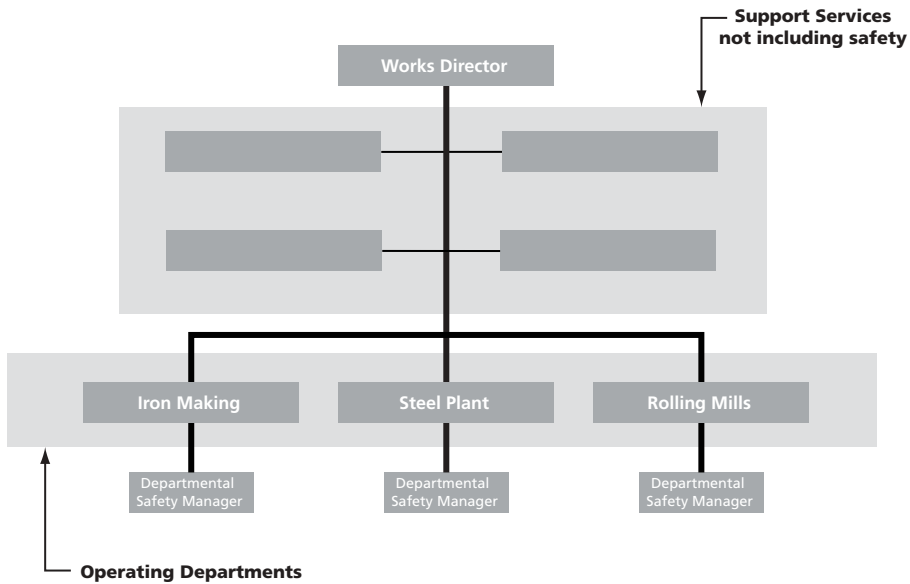 Support Services
not including safety
Works Director
Iron Making
Steel Plant
Rolling Mills
Departmental
Safety Manager
Departmental
Safety Manager
Departmental
Safety Manager
Operating Departments